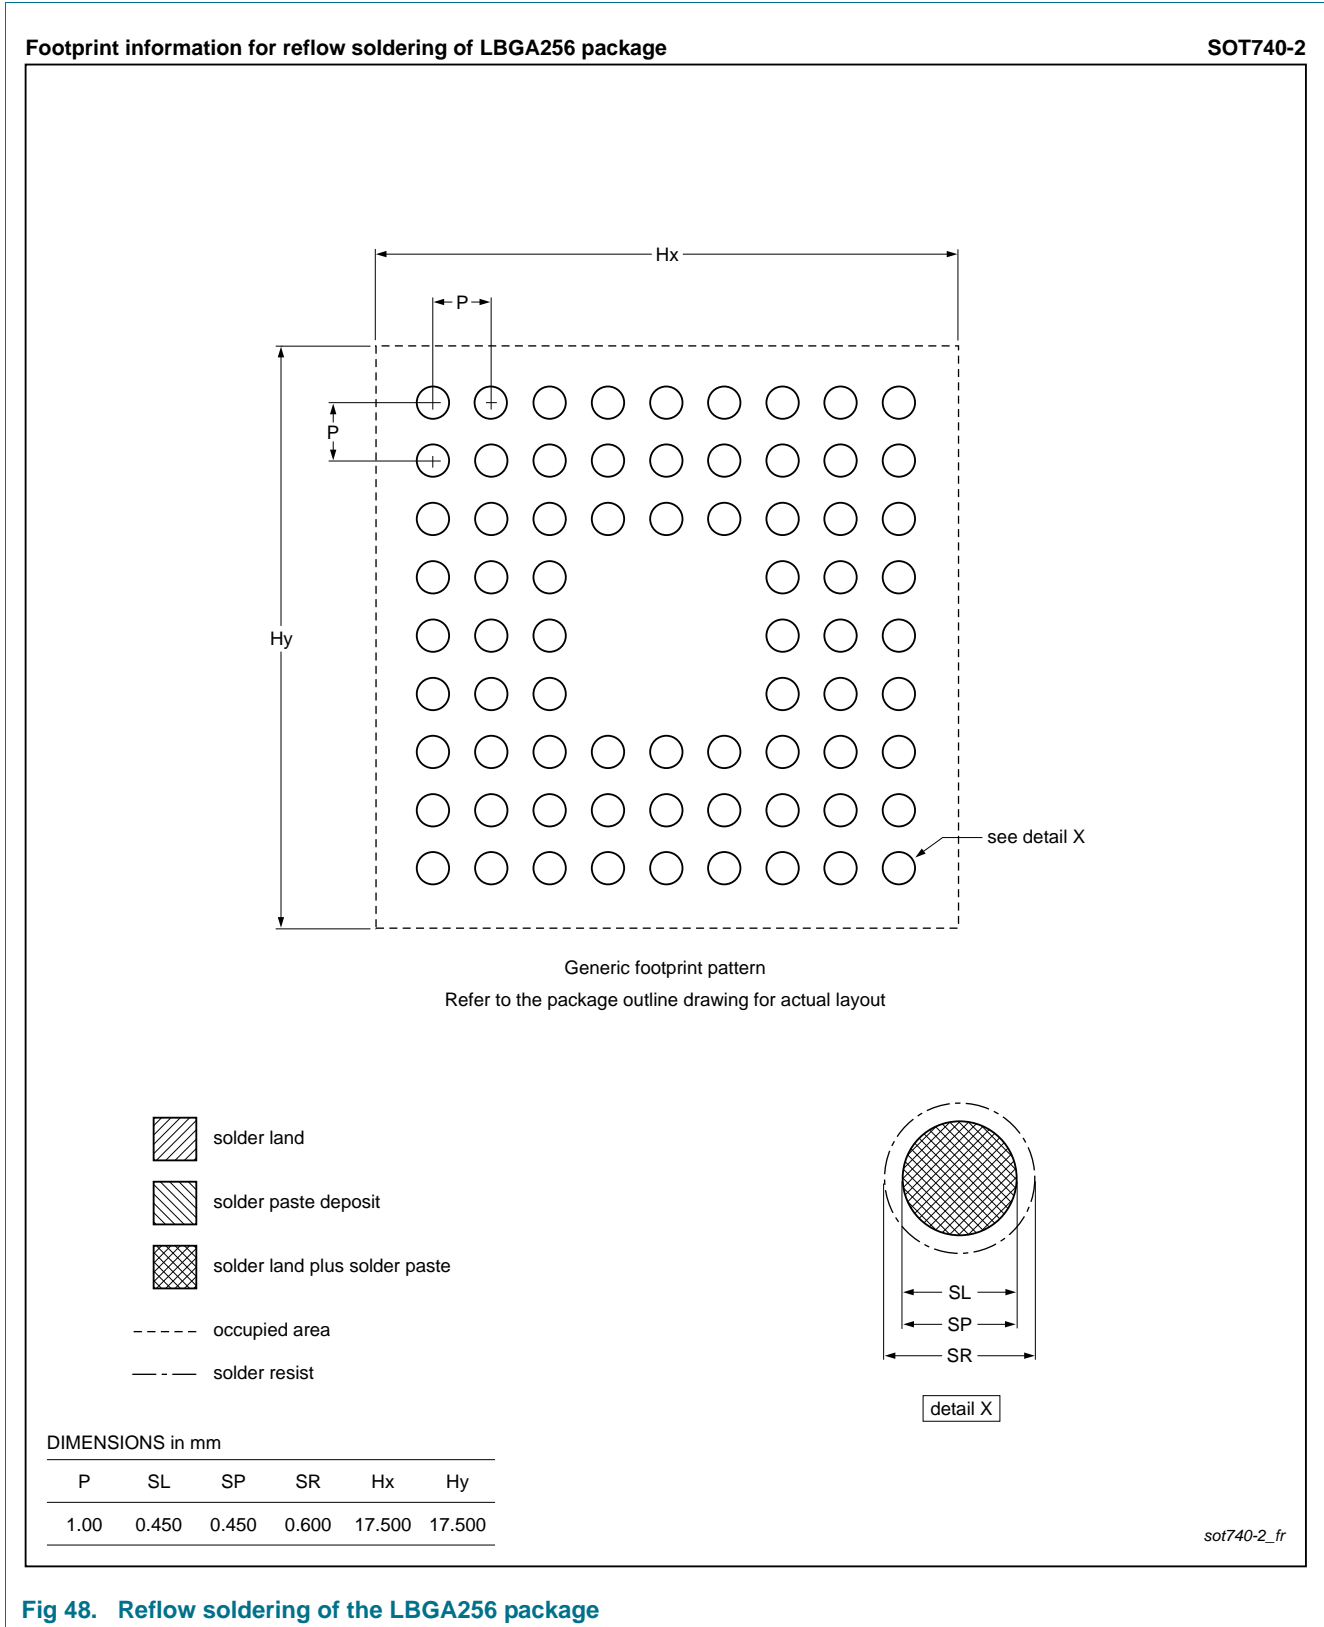 Footprint information for reflow soldering of LBGA256 package SOT740-2
Hx
P
P
Hy
see detail X
Generic footprint pattern
Refer to the package outline drawing for actual layout
solder land
solder paste deposit
solder land plus solder paste
occupied area
solder resist
SL
SP
SR
detail X
DIMENSIONS in mm
P SL SP SR Hx Hy
1.00 0.450 0.450 0.600 17.500 17.500
sot740-2_fr
Fig 48. Reflow soldering of the LBGA256 package